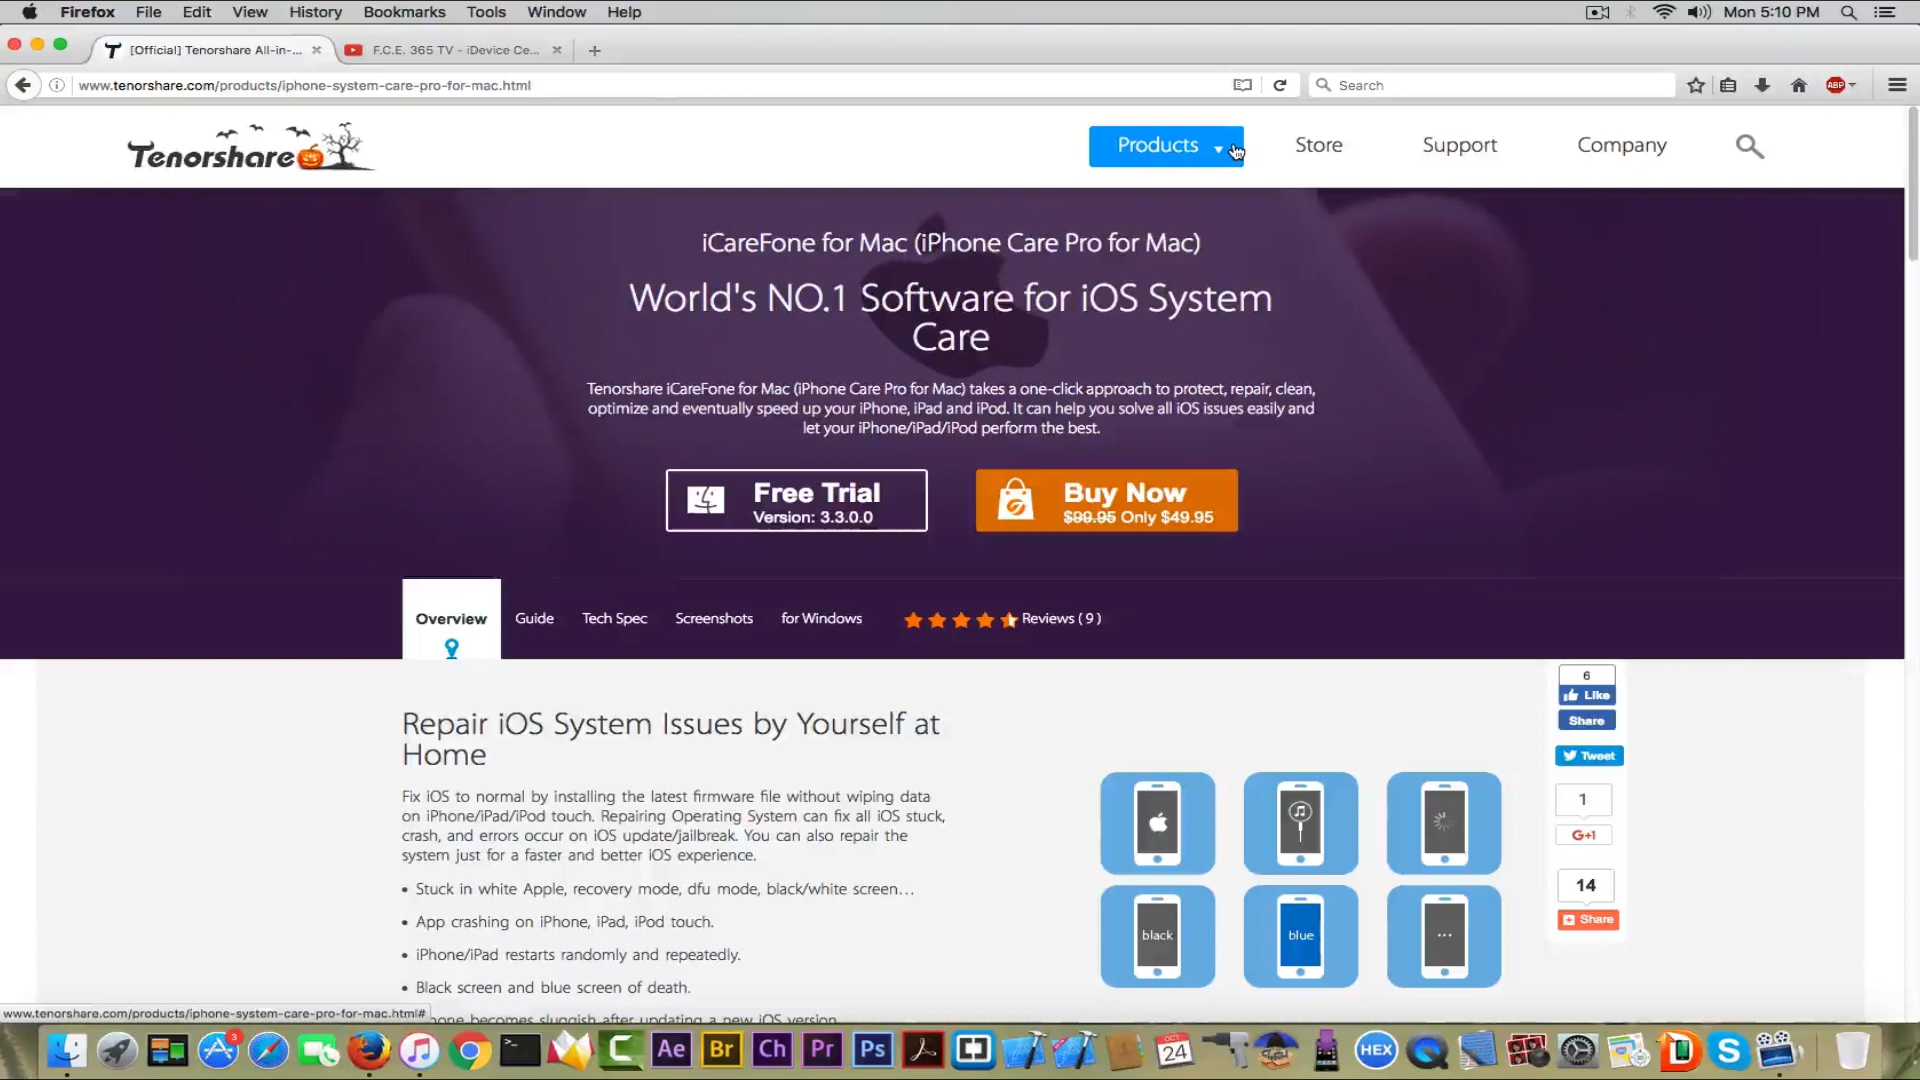 Firefox File Edit View History Bookmarks Tools Window Help Mon 5:10 PM
[Official] Tenorshare All-in-... F.C.E. 365 TV - iDevice Ce...
www.tenorshare.com/products/iphone-system-care-pro-for-mac.html Search ABP
Tenorshare Products Store Support Company
iCareFone for Mac (iPhone Care Pro for Mac)
World's NO.1 Software for iOS System
Care
Tenorshare iCareFone for Mac (iPhone Care Pro for Mac) takes a one-click approach to protect, repair, clean,
optimize and eventually speed up your iPhone, iPad and iPod. It can help you solve all iOS issues easily and
let your iPhone/iPad/iPod perform the best.
Free Trial
Version: 3.3.0.0
Buy Now
$99.95 Only $49.95
Overview Guide Tech Spec Screenshots for Windows Reviews ( 9 )
Repair iOS System Issues by Yourself at
Home
Fix iOS to normal by installing the latest firmware file without wiping data
on iPhone/iPad/iPod touch. Repairing Operating System can fix all iOS stuck,
crash, and errors occur on iOS update/jailbreak. You can also repair the
system just for a faster and better iOS experience.
• Stuck in white Apple, recovery mode, dfu mode, black/white screen…
• App crashing on iPhone, iPad, iPod touch.
• iPhone/iPad restarts randomly and repeatedly.
• Black screen and blue screen of death.
hone becomes sluggish after updating a new iOS version
black blue ...
6
Like
Share
Tweet
1
G+1
14
Share
www.tenorshare.com/products/iphone-system-care-pro-for-mac.html#
3 Ae Br Ch Pr Ps OCT 24 HEX